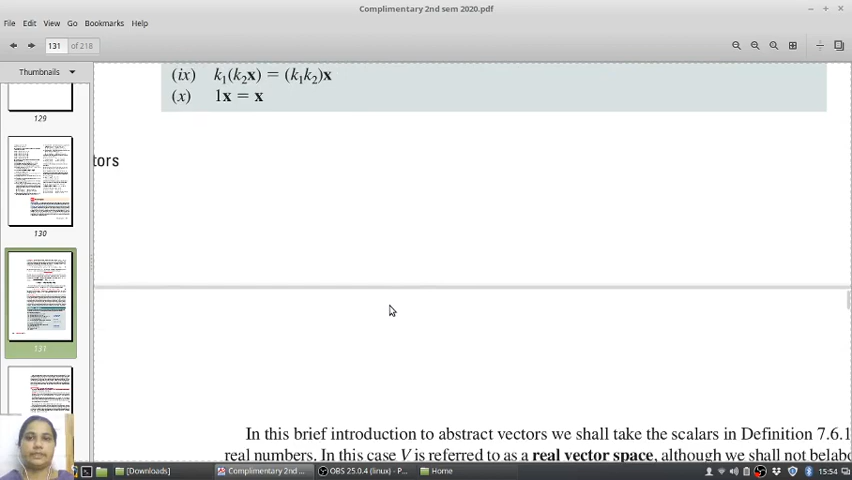 Complimentary 2nd sem 2020.pdf
File Edit View Go Bookmarks Help
131 of 218
Thumbnails
129
130
131
(ix) k₁(k₂x) = (k₁k₂)x
(x) 1x = x
tors
In this brief introduction to abstract vectors we shall take the scalars in Definition 7.6.1
real numbers. In this case V is referred to as a real vector space, although we shall not belabo
[Downloads]
Complimentary 2nd ...
OBS 25.0.4 (linux) - P...
Home
15:54